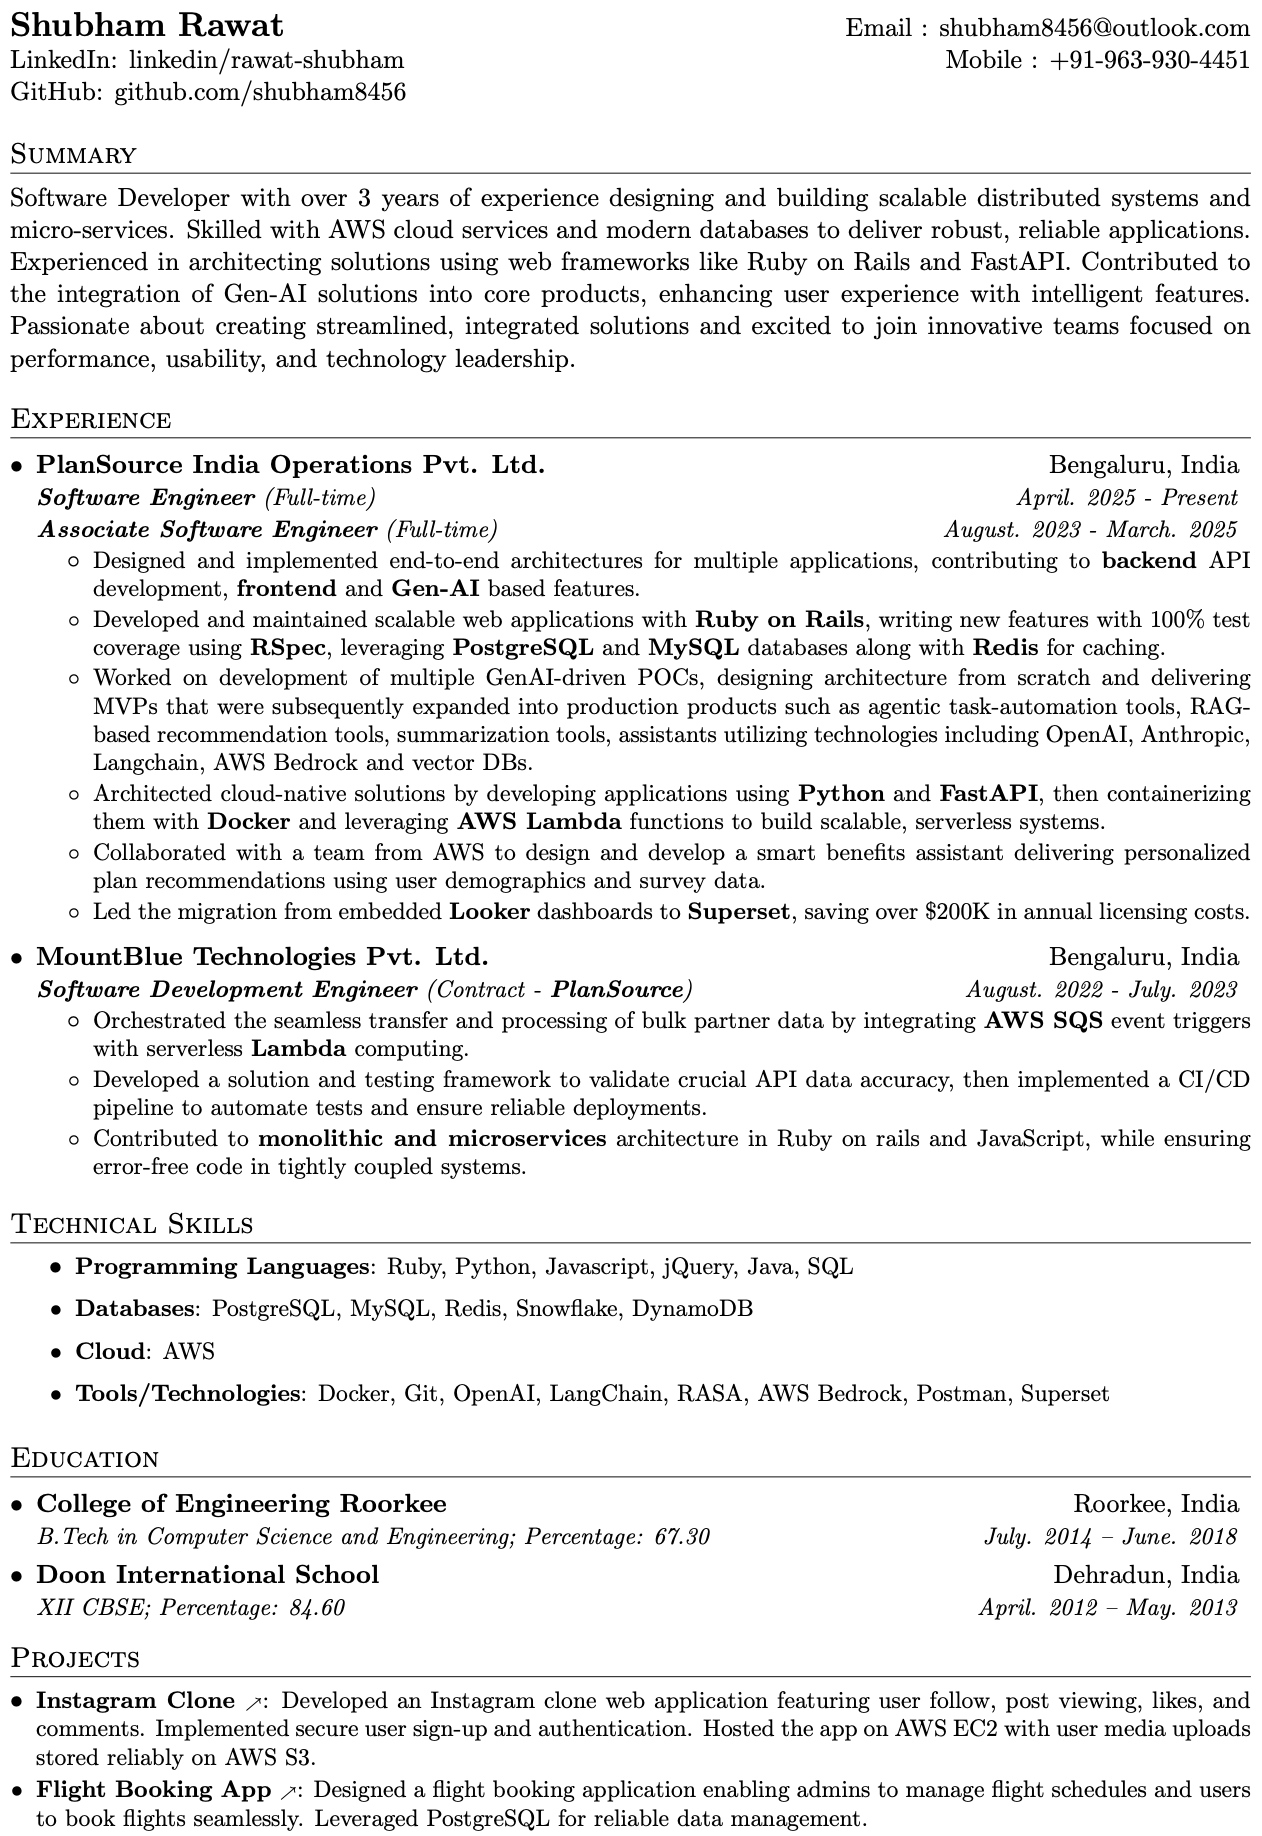 Shubham Rawat
Email : shubham8456@outlook.com
LinkedIn: linkedin/rawat-shubham
Mobile : +91-963-930-4451
GitHub: github.com/shubham8456
Summary
Software Developer with over 3 years of experience designing and building scalable distributed systems and
micro-services. Skilled with AWS cloud services and modern databases to deliver robust, reliable applications.
Experienced in architecting solutions using web frameworks like Ruby on Rails and FastAPI. Contributed to
the integration of Gen-AI solutions into core products, enhancing user experience with intelligent features.
Passionate about creating streamlined, integrated solutions and excited to join innovative teams focused on
performance, usability, and technology leadership.
Experience
• PlanSource India Operations Pvt. Ltd. Bengaluru, India
Software Engineer (Full-time) April. 2025 - Present
Associate Software Engineer (Full-time) August. 2023 - March. 2025
◦ Designed and implemented end-to-end architectures for multiple applications, contributing to backend API
development, frontend and Gen-AI based features.
◦ Developed and maintained scalable web applications with Ruby on Rails, writing new features with 100% test
coverage using RSpec, leveraging PostgreSQL and MySQL databases along with Redis for caching.
◦ Worked on development of multiple GenAI-driven POCs, designing architecture from scratch and delivering
MVPs that were subsequently expanded into production products such as agentic task-automation tools, RAG-
based recommendation tools, summarization tools, assistants utilizing technologies including OpenAI, Anthropic,
Langchain, AWS Bedrock and vector DBs.
◦ Architected cloud-native solutions by developing applications using Python and FastAPI, then containerizing
them with Docker and leveraging AWS Lambda functions to build scalable, serverless systems.
◦ Collaborated with a team from AWS to design and develop a smart benefits assistant delivering personalized
plan recommendations using user demographics and survey data.
◦ Led the migration from embedded Looker dashboards to Superset, saving over $200K in annual licensing costs.
• MountBlue Technologies Pvt. Ltd. Bengaluru, India
Software Development Engineer (Contract - PlanSource) August. 2022 - July. 2023
◦ Orchestrated the seamless transfer and processing of bulk partner data by integrating AWS SQS event triggers
with serverless Lambda computing.
◦ Developed a solution and testing framework to validate crucial API data accuracy, then implemented a CI/CD
pipeline to automate tests and ensure reliable deployments.
◦ Contributed to monolithic and microservices architecture in Ruby on rails and JavaScript, while ensuring
error-free code in tightly coupled systems.
Technical Skills
• Programming Languages: Ruby, Python, Javascript, jQuery, Java, SQL
• Databases: PostgreSQL, MySQL, Redis, Snowflake, DynamoDB
• Cloud: AWS
• Tools/Technologies: Docker, Git, OpenAI, LangChain, RASA, AWS Bedrock, Postman, Superset
Education
• College of Engineering Roorkee Roorkee, India
B.Tech in Computer Science and Engineering; Percentage: 67.30 July. 2014 – June. 2018
• Doon International School Dehradun, India
XII CBSE; Percentage: 84.60 April. 2012 – May. 2013
Projects
• Instagram Clone ↗: Developed an Instagram clone web application featuring user follow, post viewing, likes, and
comments. Implemented secure user sign-up and authentication. Hosted the app on AWS EC2 with user media uploads
stored reliably on AWS S3.
• Flight Booking App ↗: Designed a flight booking application enabling admins to manage flight schedules and users
to book flights seamlessly. Leveraged PostgreSQL for reliable data management.